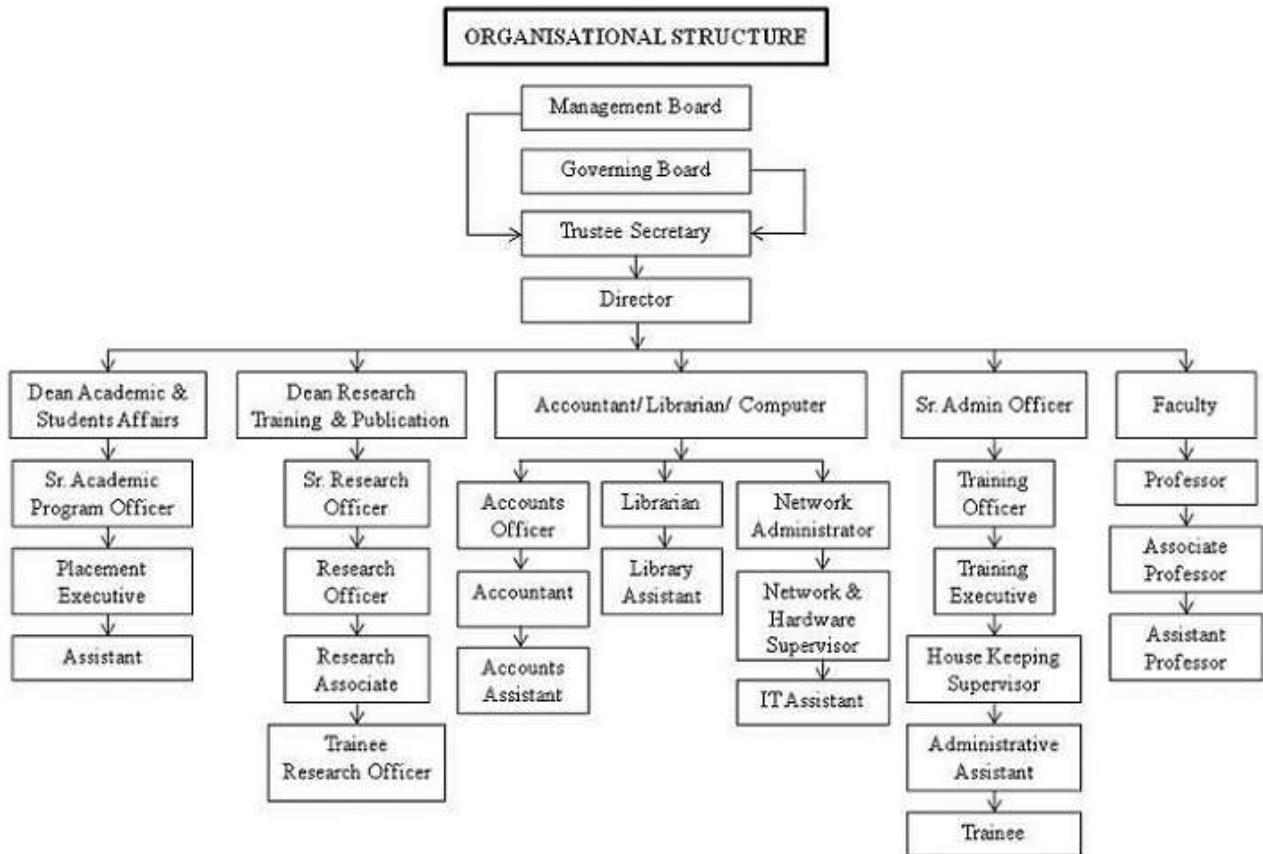 ORGANISATIONAL STRUCTURE
Management Board
Governing Board
Trustee Secretary
Director
Dean Academic &
Students Affairs
Dean Research
Training & Publication
Accountant/ Librarian/ Computer
Sr. Admin Officer
Faculty
Sr. Academic
Program Officer
Placement
Executive
Assistant
Sr. Research
Officer
Research
Officer
Research
Associate
Trainee
Research Officer
Accounts
Officer
Accountant
Accounts
Assistant
Librarian
Library
Assistant
Network
Administrator
Network &
Hardware
Supervisor
IT Assistant
Training
Officer
Training
Executive
House Keeping
Supervisor
Administrative
Assistant
Trainee
Professor
Associate
Professor
Assistant
Professor